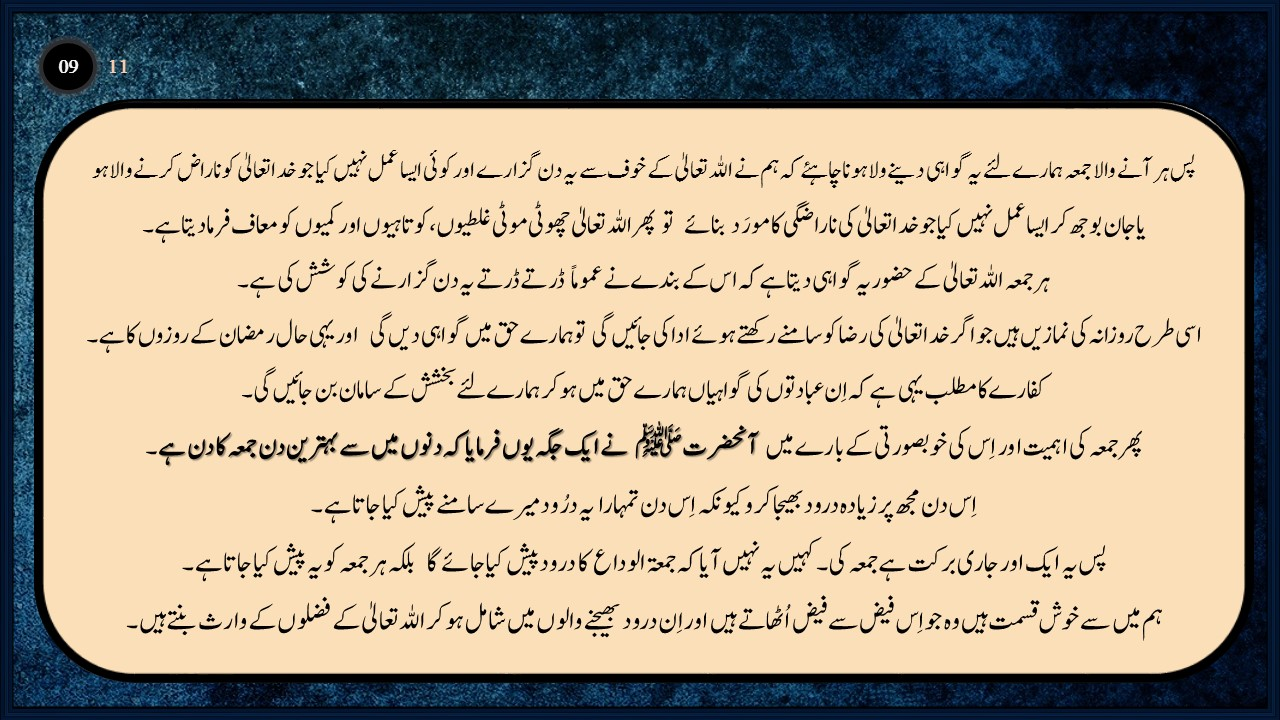 09 11
پس ہر آنے والا جمعہ ہمارے لئے یہ گواہی دینے ولا ہونا چاہئے کہ ہم نے اللہ تعالیٰ کے خوف سے یہ دن گزارے اور کوئی ایسا عمل نہیں کیا جو خدا تعالیٰ کو ناراض کرنے والا ہو
یا جان بوجھ کر ایسا عمل نہیں کیا جو خدا تعالیٰ کی ناراضگی کا مورَد بنائے تو پھر اللہ تعالیٰ چھوٹی موٹی غلطیوں، کوتاہیوں اور کمیوں کو معاف فرما دیتا ہے۔
ہر جمعہ اللہ تعالیٰ کے حضور یہ گواہی دیتا ہے کہ اس کے بندے نے عموماً ڈرتے ڈرتے یہ دن گزارنے کی کوشش کی ہے۔
اسی طرح روزانہ کی نمازیں ہیں جو اگر خدا تعالیٰ کی رضا کو سامنے رکھتے ہوئے ادا کی جائیں گی تو ہمارے حق میں گواہی دیں گی اور یہی حال رمضان کے روزوں کا ہے۔
کفارے کا مطلب یہی ہے کہ اِن عبادتوں کی گواہیاں ہمارے حق میں ہو کر ہمارے لئے بخشش کے سامان بن جائیں گی۔
پھر جمعہ کی اہمیت اور اِس کی خوبصورتی کے بارے میں آنحضرت ﷺ نے ایک جگہ یوں فرمایا کہ دنوں میں سے بہترین دن جمعہ کا دن ہے۔
اِس دن مجھ پر زیادہ درود بھیجا کرو کیونکہ اِس دن تمہارا یہ درُود میرے سامنے پیش کیا جاتا ہے۔
پس یہ ایک اور جاری برکت ہے جمعہ کی۔ کہیں یہ نہیں آیا کہ جمعۃ الوداع کا درود پیش کیا جائے گا بلکہ ہر جمعہ کو یہ پیش کیا جاتا ہے۔
ہم میں سے خوش قسمت ہیں وہ جو اِس فیض سے فیض اُٹھاتے ہیں اور اِن درود بھیجنے والوں میں شامل ہو کر اللہ تعالیٰ کے فضلوں کے وارث بنتے ہیں۔